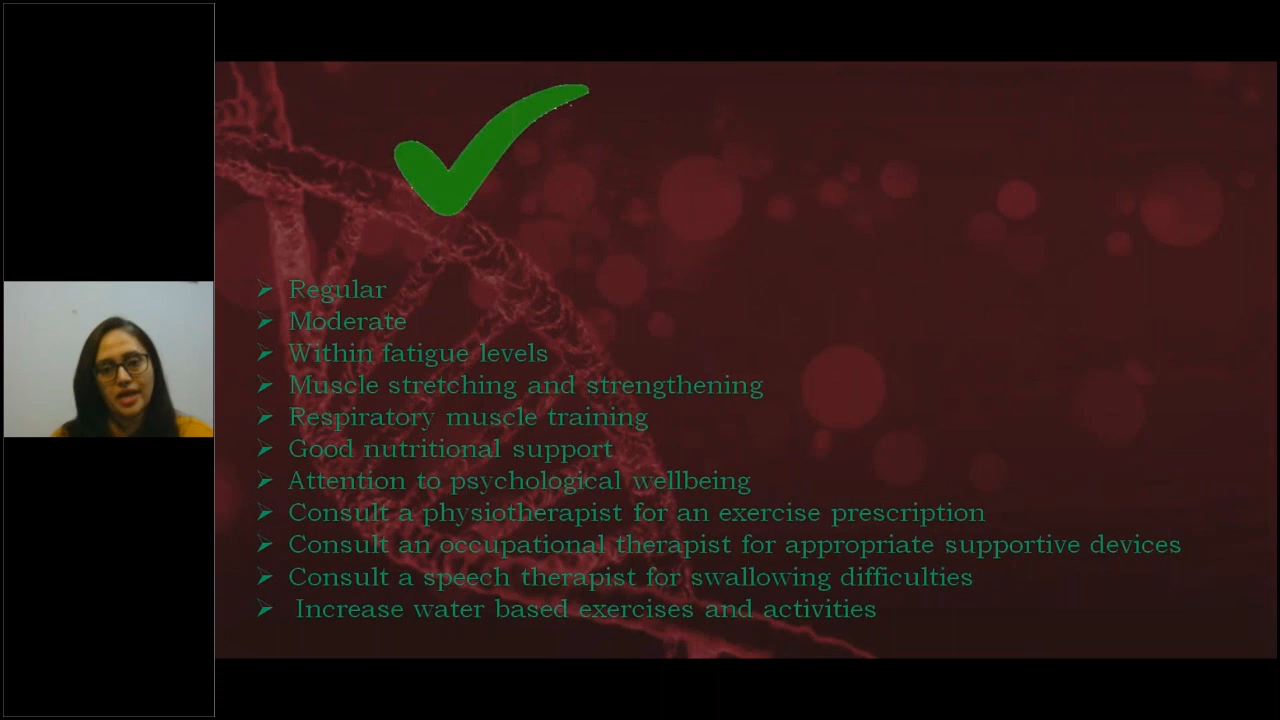 ➤ Regular
➤ Moderate
➤ Within fatigue levels
➤ Muscle stretching and strengthening
➤ Respiratory muscle training
➤ Good nutritional support
➤ Attention to psychological wellbeing
➤ Consult a physiotherapist for an exercise prescription
➤ Consult an occupational therapist for appropriate supportive devices
➤ Consult a speech therapist for swallowing difficulties
➤ Increase water based exercises and activities